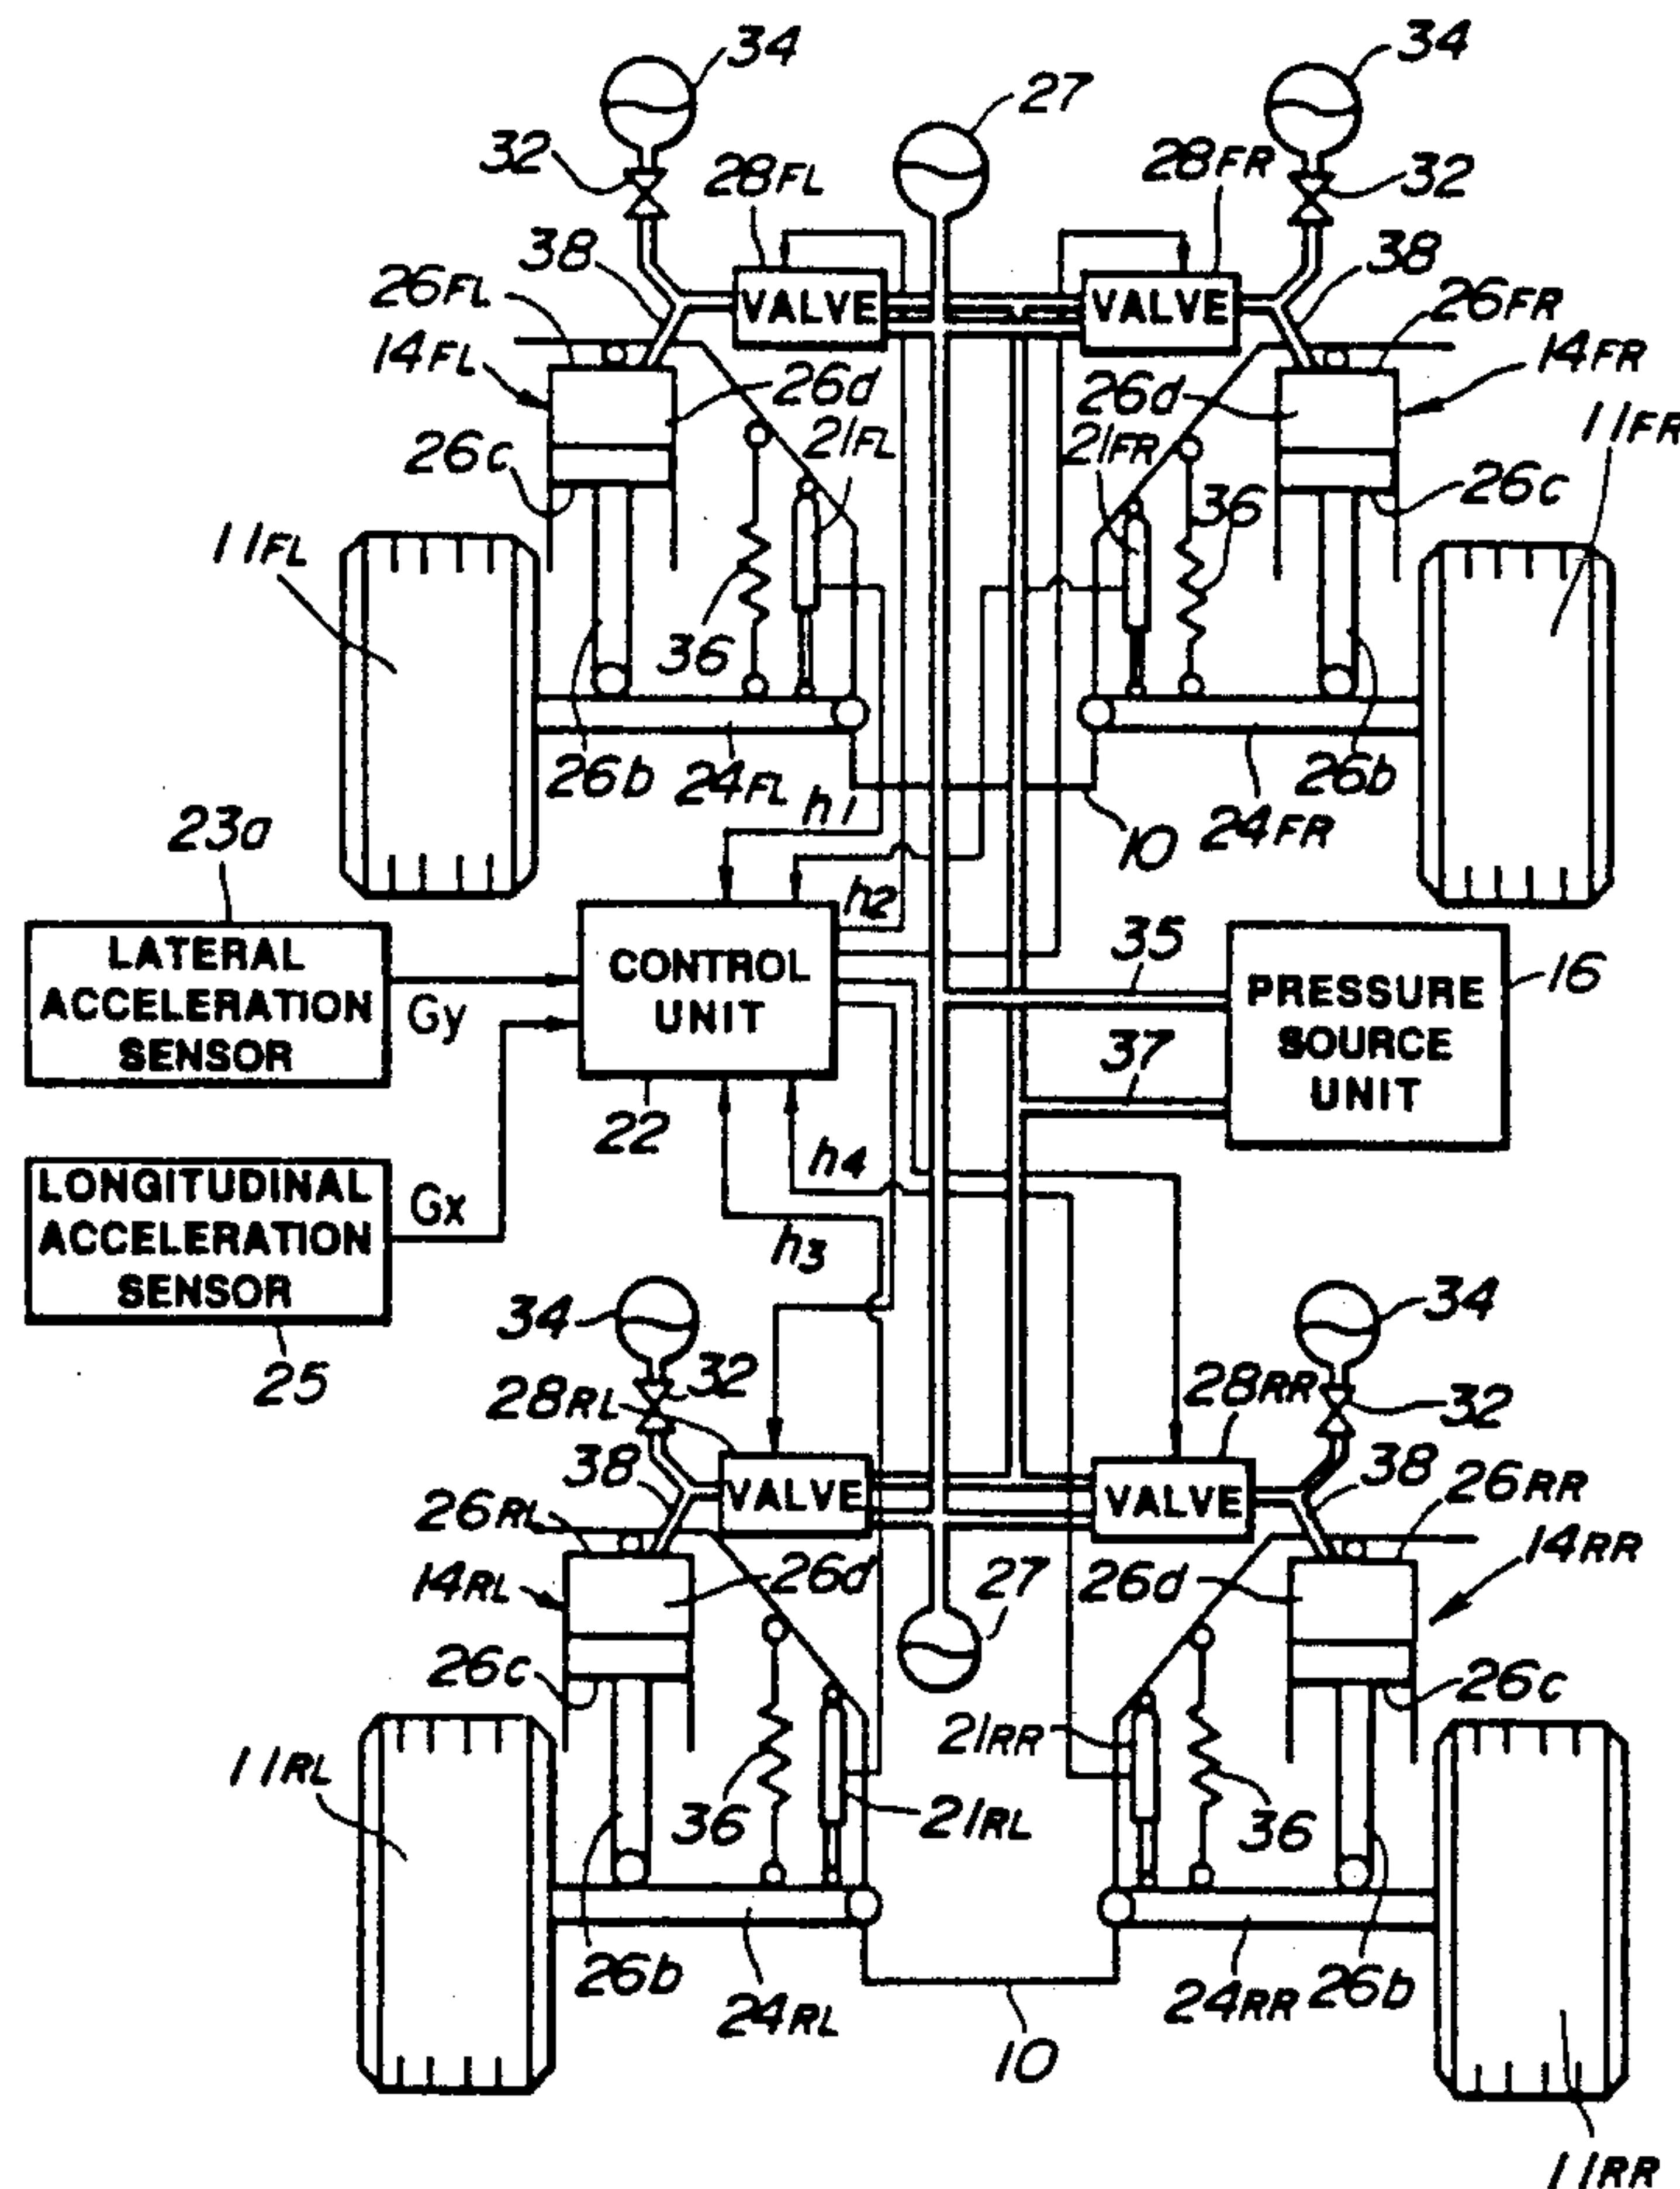 34
34
27
32
28FL
28FR
32
38
38
26FL
26FR
14FL
14FR
VALVE
VALVE
26d
26d
11FR
21FL
21FR
26c
26c
36
11FL
36
26b
24FL
26b
h1
24FR
23a
10
h2
LATERAL
ACCELERATION
SENSOR
Gy
CONTROL
UNIT
35
PRESSURE
SOURCE
UNIT
16
37
22
h4
LONGITUDINAL
ACCELERATION
SENSOR
Gx
h3
34
34
25
32
28RL
28RR
32
38
38
26RL
26RR
VALVE
VALVE
14RL
14RR
26d
27
26d
26c
26c
11RL
21RR
36
21RL
36
26b
24RL
24RR
26b
10
11RR